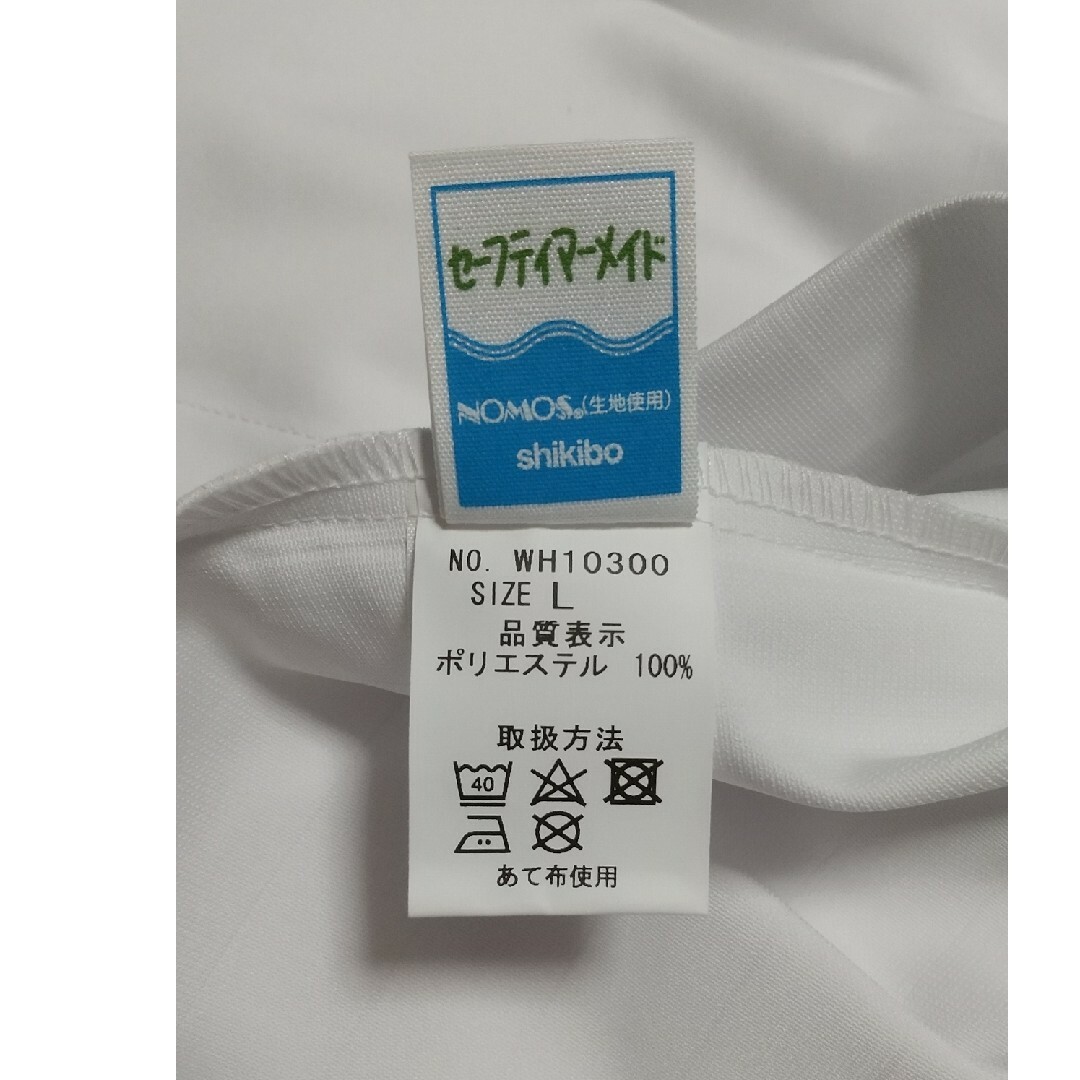 セーフティマーメイド
NOMOS®(生地使用)
shikibo
NO. WH10300
SIZE L
品質表示
ポリエステル 100%
取扱方法
40
あて布使用